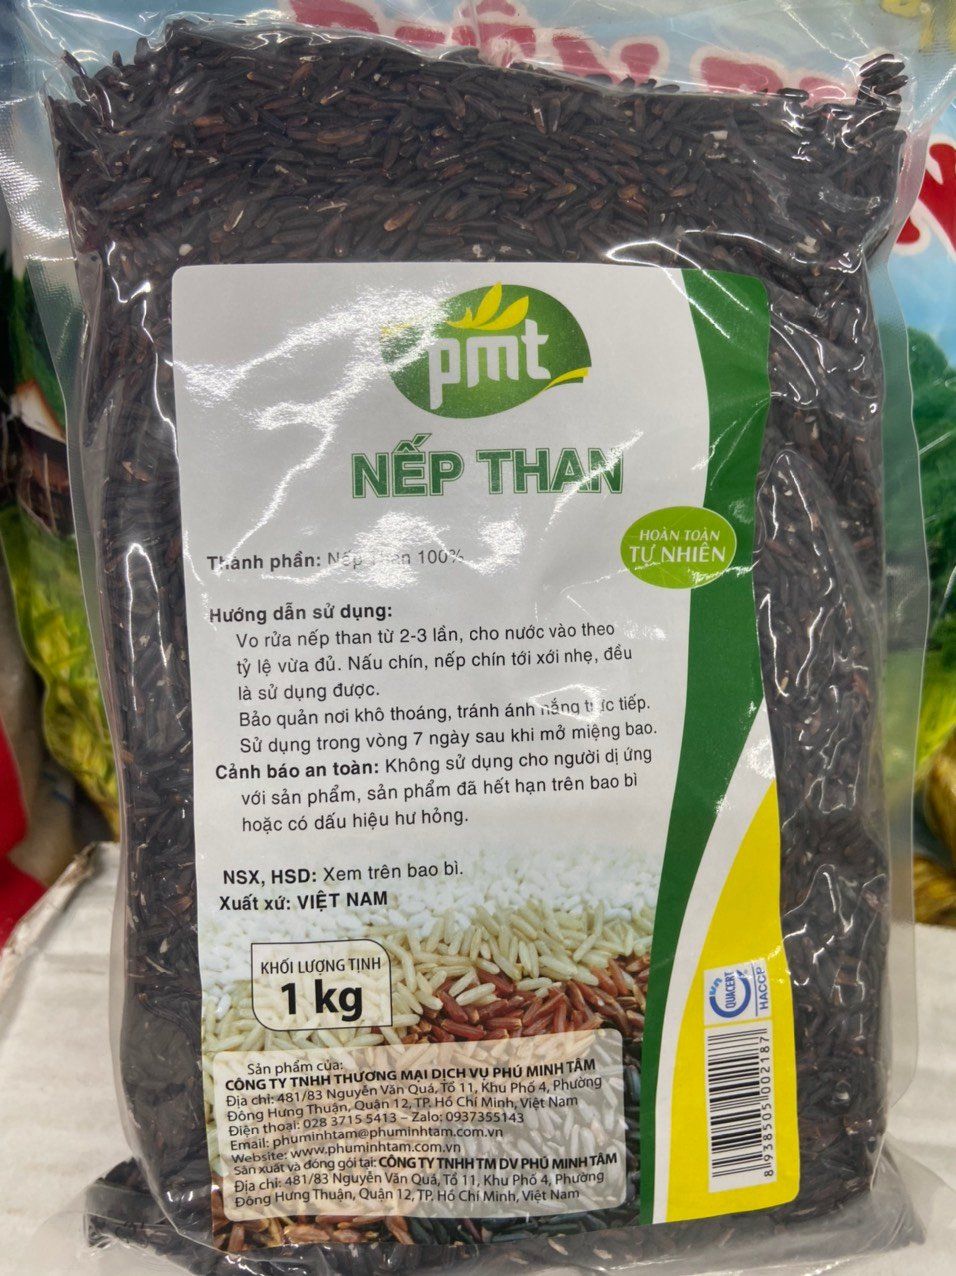 pmt
NẾP THAN
HOÀN TOÀN
TỰ NHIÊN
Thành phần: Nếp Than 100%
Hướng dẫn sử dụng:
Vo rửa nếp than từ 2-3 lần, cho nước vào theo
tỷ lệ vừa đủ. Nấu chín, nếp chín tới xới nhẹ, đều
là sử dụng được.
Bảo quản nơi khô thoáng, tránh ánh nắng trực tiếp.
Sử dụng trong vòng 7 ngày sau khi mở miệng bao.
Cảnh báo an toàn: Không sử dụng cho người dị ứng
với sản phẩm, sản phẩm đã hết hạn trên bao bì
hoặc có dấu hiệu hư hỏng.
NSX, HSD: Xem trên bao bì.
Xuất xứ: VIỆT NAM
KHỐI LƯỢNG TỊNH
1 kg
Sản phẩm của:
CÔNG TY TNHH THƯƠNG MẠI DỊCH VỤ PHÚ MINH TÂM
Địa chỉ: 481/83 Nguyễn Văn Quá, Tổ 11, Khu Phố 4, Phường
Đông Hưng Thuận, Quận 12, TP. Hồ Chí Minh, Việt Nam
Điện thoại: 028 3715 5413 – Zalo: 0937355143
Email: phuminhtam@phuminhtam.com.vn
Website: www.phuminhtam.com.vn
Sản xuất và đóng gói tại: CÔNG TY TNHH TM DV PHÚ MINH TÂM
Địa chỉ: 481/83 Nguyễn Văn Quá, Tổ 11, Khu Phố 4, Phường
Đông Hưng Thuận, Quận 12, TP. Hồ Chí Minh, Việt Nam
QUACERT
HACCP
8 938505 002187